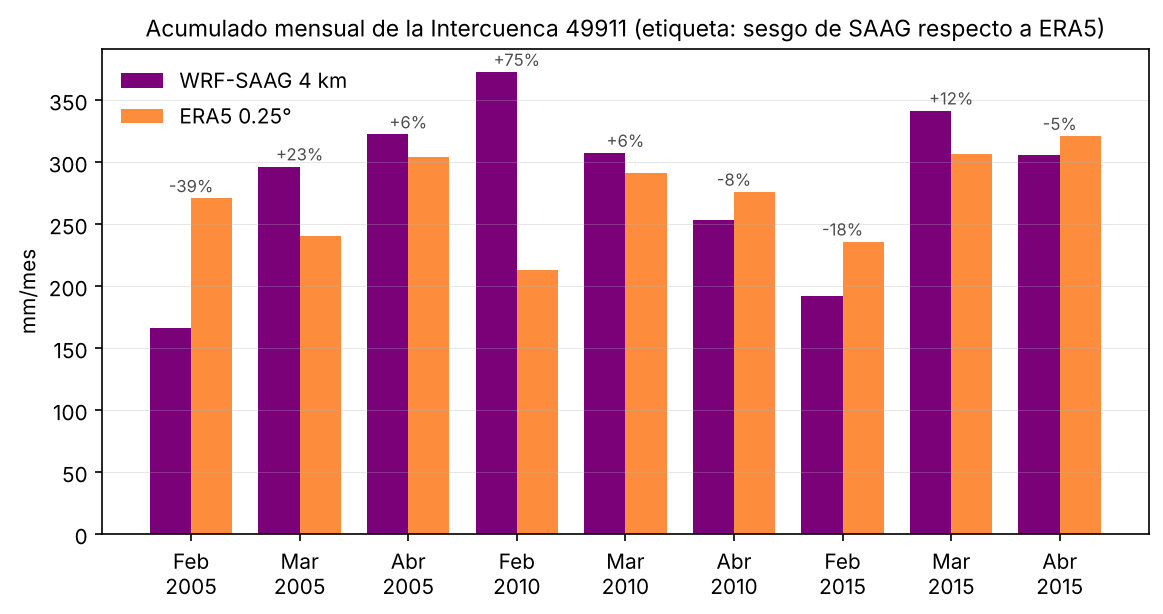 Acumulado mensual de la Intercuenca 49911 (etiqueta: sesgo de SAAG respecto a ERA5)
WRF-SAAG 4 km
ERA5 0.25°
mm/mes
350
300
250
200
150
100
50
0
-39%
+23%
+6%
+75%
+6%
-8%
-18%
+12%
-5%
Feb
2005
Mar
2005
Abr
2005
Feb
2010
Mar
2010
Abr
2010
Feb
2015
Mar
2015
Abr
2015